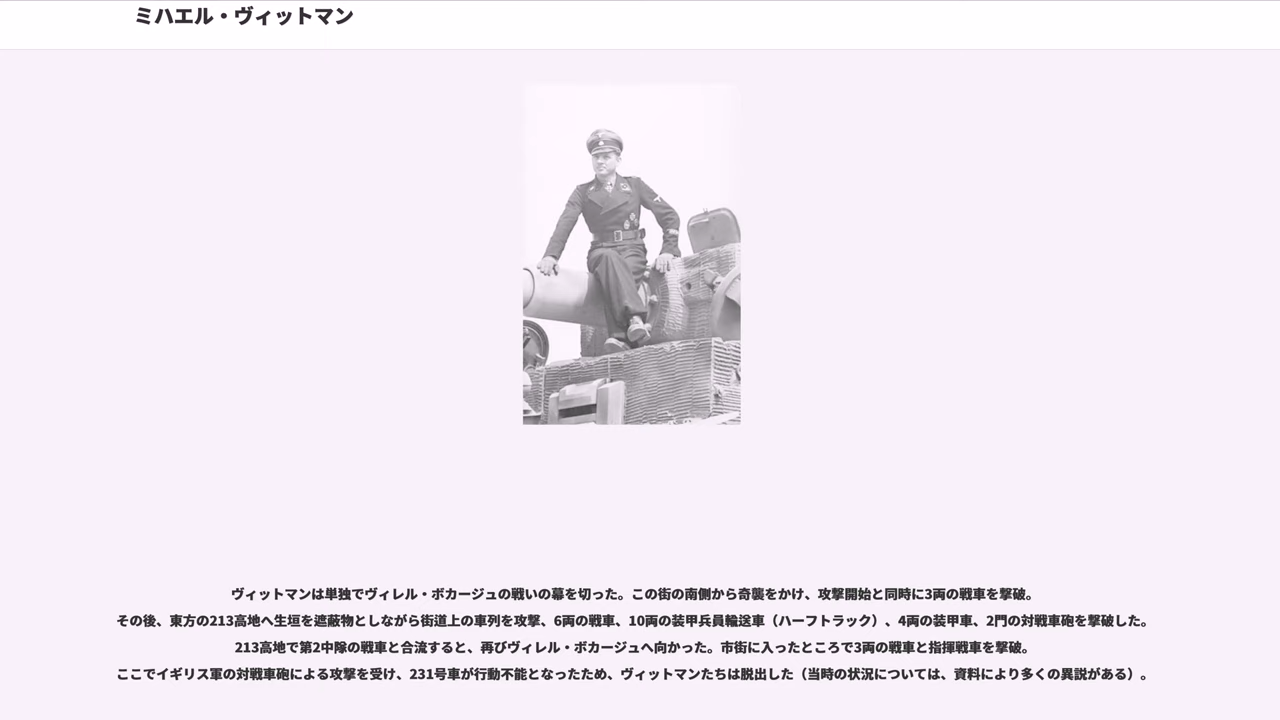 ミハエル・ヴィットマン
ヴィットマンは単独でヴィレル・ボカージュの戦いの幕を切った。この街の南側から奇襲をかけ、攻撃開始と同時に3両の戦車を撃破。
その後、東方の213高地へ生垣を遮蔽物としながら街道上の車列を攻撃、6両の戦車、10両の装甲兵員輸送車（ハーフトラック）、4両の装甲車、2門の対戦車砲を撃破した。
213高地で第2中隊の戦車と合流すると、再びヴィレル・ボカージュへ向かった。市街に入ったところで3両の戦車と指揮戦車を撃破。
ここでイギリス軍の対戦車砲による攻撃を受け、231号車が行動不能となったため、ヴィットマンたちは脱出した（当時の状況については、資料により多くの異説がある）。